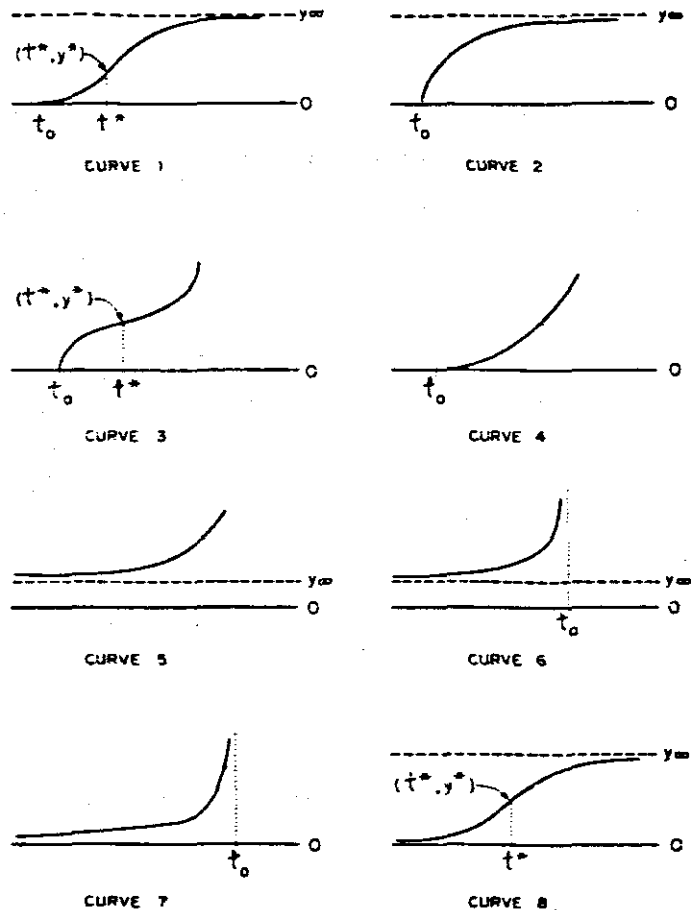 y∞
(t*, y*)
0
t₀ t*
CURVE 1
y∞
0
t₀
CURVE 2
(t*, y*)
0
t₀ t*
CURVE 3
0
t₀
CURVE 4
y∞
0
CURVE 5
y∞
0
t₀
CURVE 6
0
t₀
CURVE 7
y∞
(t*, y*)
0
t*
CURVE 8